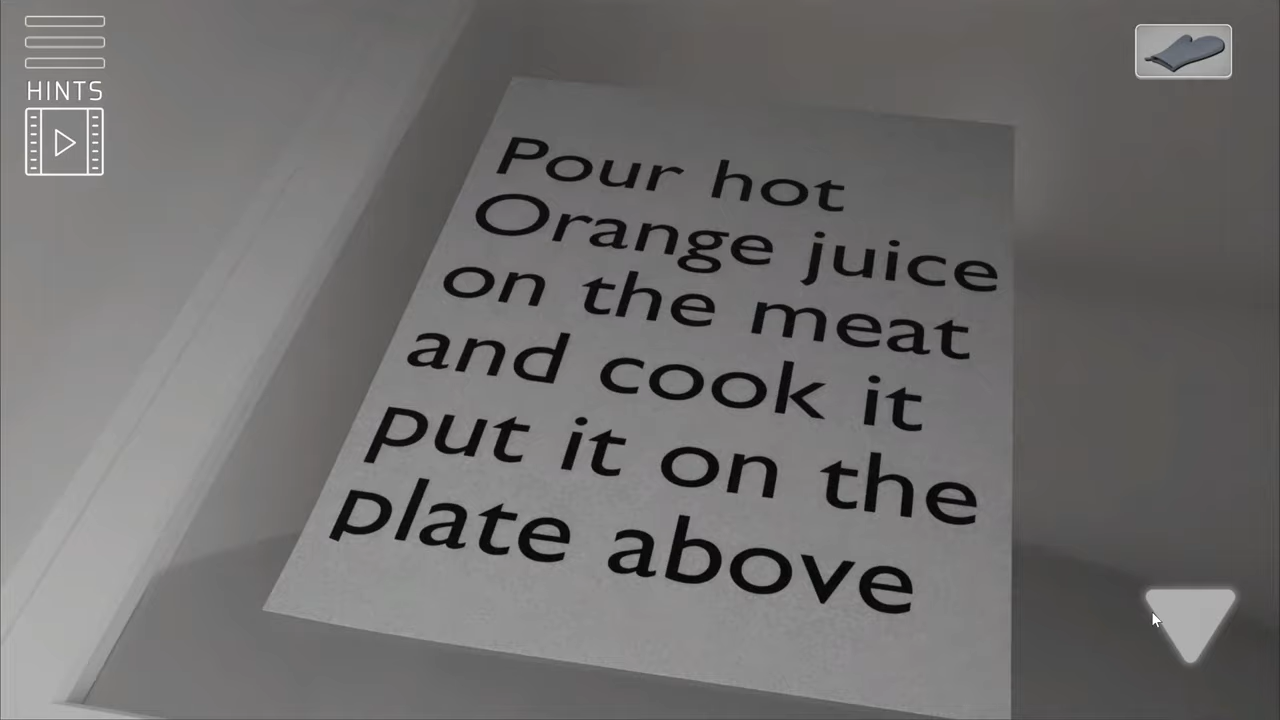 HINTS
Pour hot
Orange juice
on the meat
and cook it
put it on the
plate above